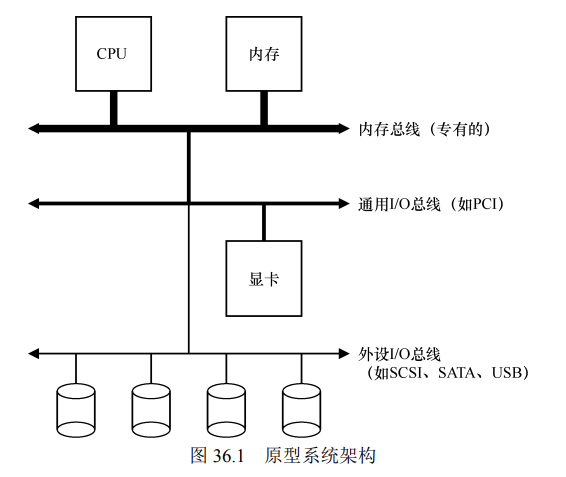 CPU
内存
内存总线（专有的）
通用I/O总线（如PCI）
显卡
外设I/O总线
（如SCSI、SATA、USB）
图 36.1 原型系统架构